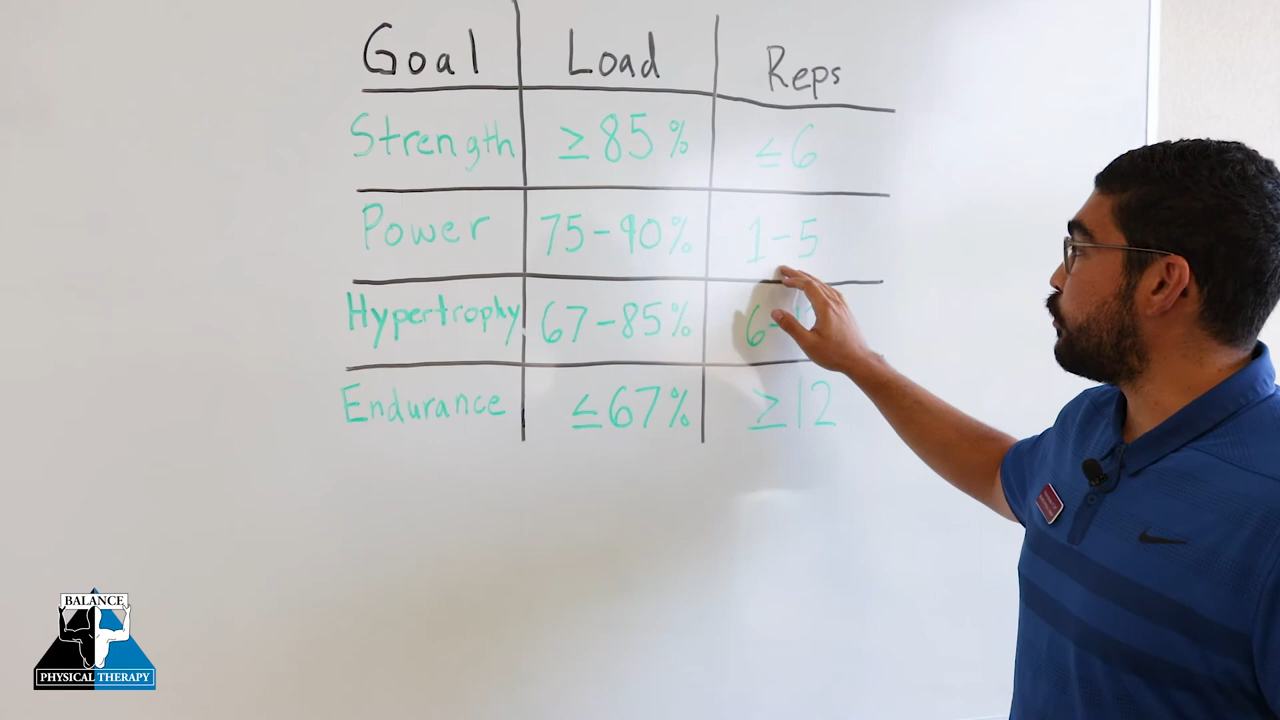 Goal Load Reps
Strength ≥85% ≤6
Power 75-90% 1-5
Hypertrophy 67-85%
Endurance ≤67% ≥12
BALANCE
PHYSICAL THERAPY